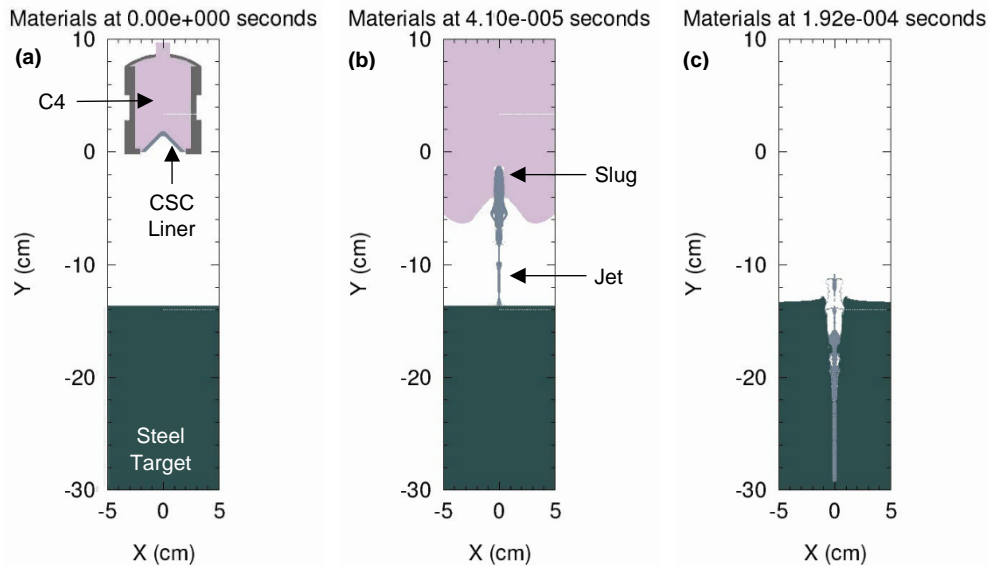 Materials at 0.00e+000 seconds
(a)
10
0
-10
-20
-30
-5
0
5
Y (cm)
X (cm)
C4
CSC
Liner
Steel
Target
Materials at 4.10e-005 seconds
(b)
10
0
-10
-20
-30
-5
0
5
Y (cm)
X (cm)
Slug
Jet
Materials at 1.92e-004 seconds
(c)
10
0
-10
-20
-30
-5
0
5
Y (cm)
X (cm)